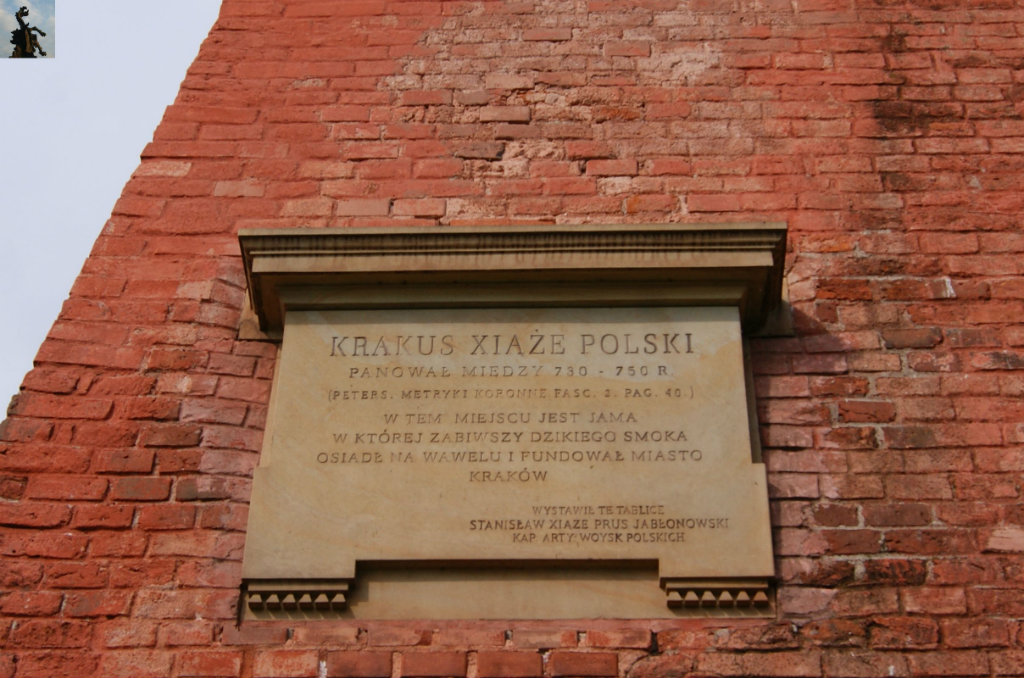 KRAKUS XIAŻE POLSKI
PANOWAŁ MIEDZY 730 - 750 R.
(PETERS. METRYKI KORONNE FASC. 2. PAG. 40.)
W TEM MIEJSCU JEST JAMA
W KTÓREJ ZABIWSZY DZIKIEGO SMOKA
OSIADŁ NA WAWELU I FUNDOWAŁ MIASTO
KRAKÓW
WYSTAWIŁ TE TABLICE
STANISŁAW XIAZE PRUS JABŁONOWSKI
KAP. ARTY. WOYSK POLSKICH